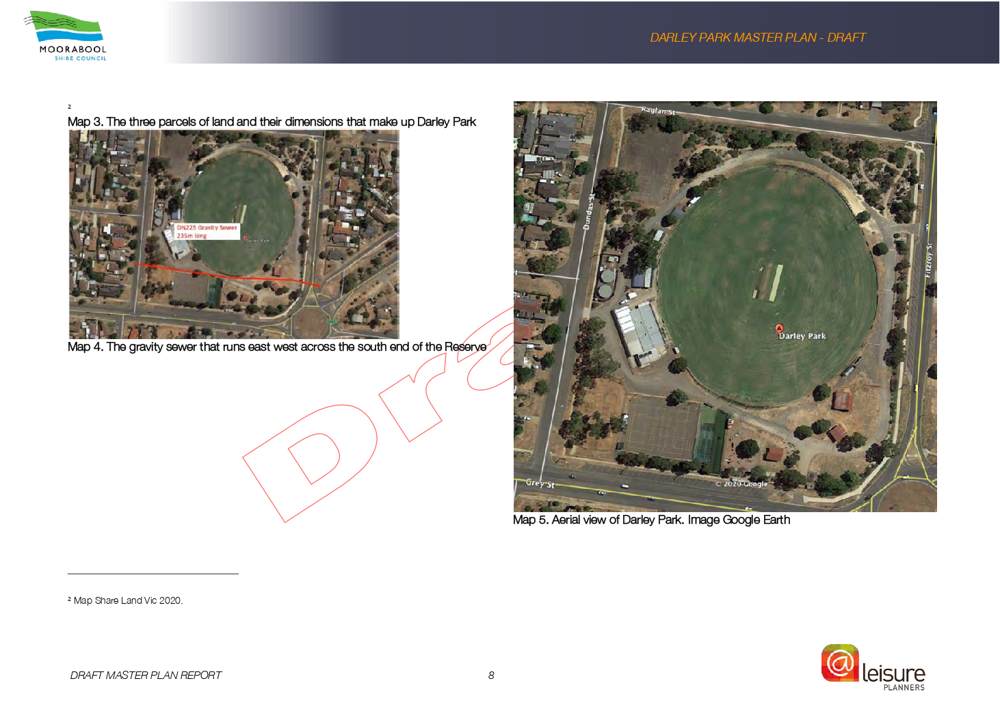 MOORABOOL
SHIRE COUNCIL
DARLEY PARK MASTER PLAN - DRAFT
2
Map 3. The three parcels of land and their dimensions that make up Darley Park
DN225 Gravity Sewer
235m long
Darley Park
Map 4. The gravity sewer that runs east west across the south end of the Reserve
Dra
Raglan St
Dundas St
Fitzroy St
A
Darley Park
Grey St
© 2020 Google
Map 5. Aerial view of Darley Park. Image Google Earth
2 Map Share Land Vic 2020.
DRAFT MASTER PLAN REPORT
8
@leisure
PLANNERS